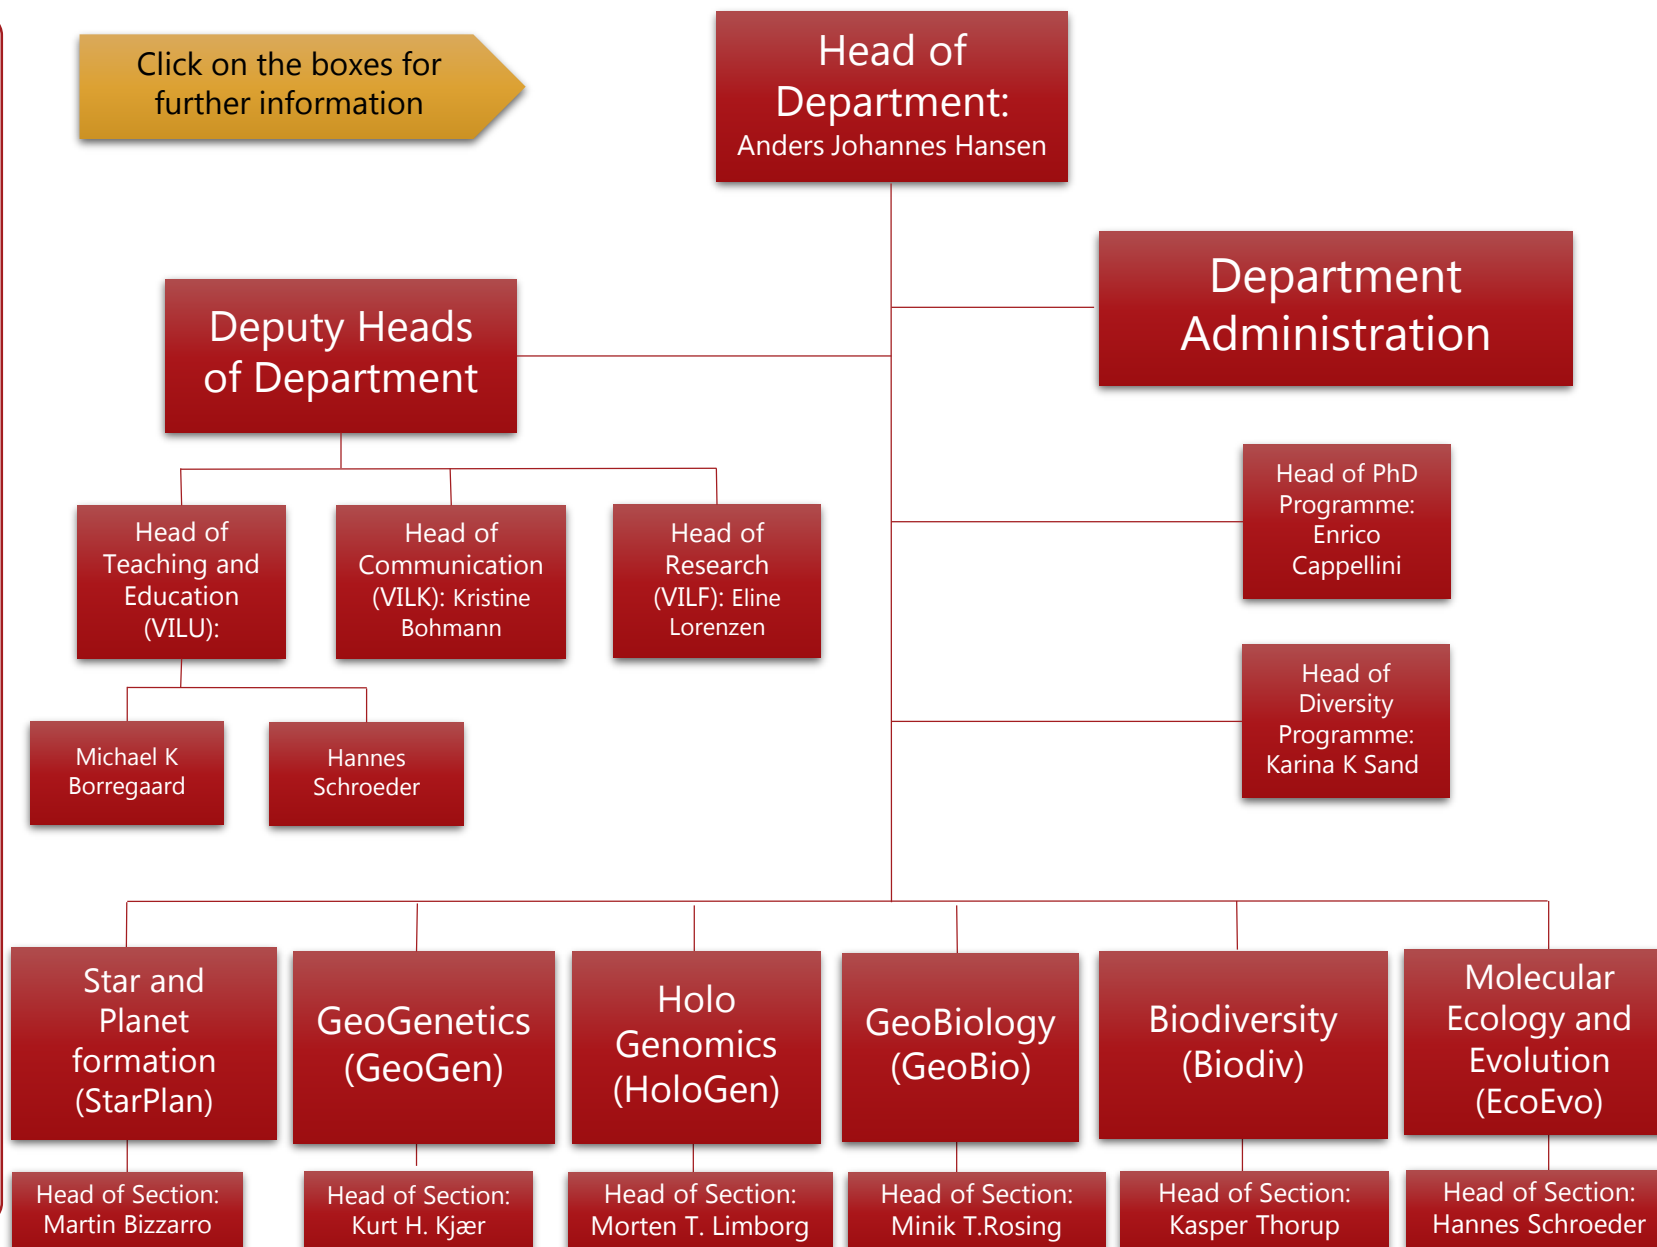 Click on the boxes for
further information
Head of
Department:
Anders Johannes Hansen
Department
Administration
Deputy Heads
of Department
Head of
Teaching and
Education
(VILU):
Head of
Communication
(VILK): Kristine
Bohmann
Head of
Research
(VILF): Eline
Lorenzen
Head of PhD
Programme:
Enrico
Cappellini
Michael K
Borregaard
Hannes
Schroeder
Head of
Diversity
Programme:
Karina K Sand
Star and
Planet
formation
(StarPlan)
GeoGenetics
(GeoGen)
Holo
Genomics
(HoloGen)
GeoBiology
(GeoBio)
Biodiversity
(Biodiv)
Molecular
Ecology and
Evolution
(EcoEvo)
Head of Section:
Martin Bizzarro
Head of Section:
Kurt H. Kjær
Head of Section:
Morten T. Limborg
Head of Section:
Minik T.Rosing
Head of Section:
Kasper Thorup
Head of Section:
Hannes Schroeder